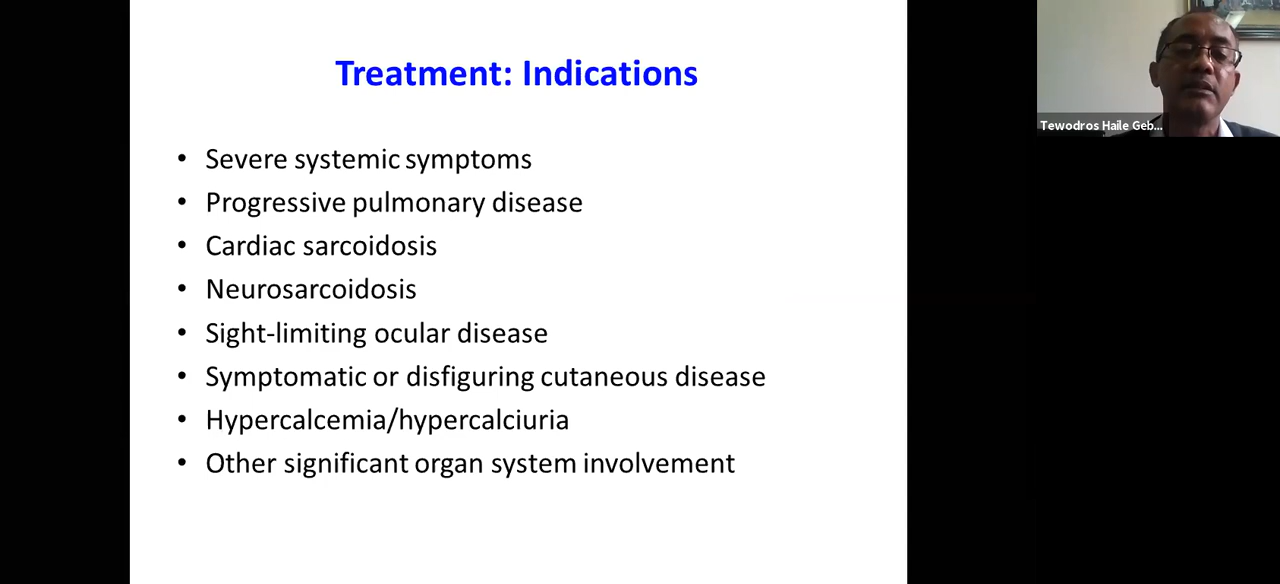 Treatment: Indications
• Severe systemic symptoms
• Progressive pulmonary disease
• Cardiac sarcoidosis
• Neurosarcoidosis
• Sight-limiting ocular disease
• Symptomatic or disfiguring cutaneous disease
• Hypercalcemia/hypercalciuria
• Other significant organ system involvement
Tewodros Haile Geb...